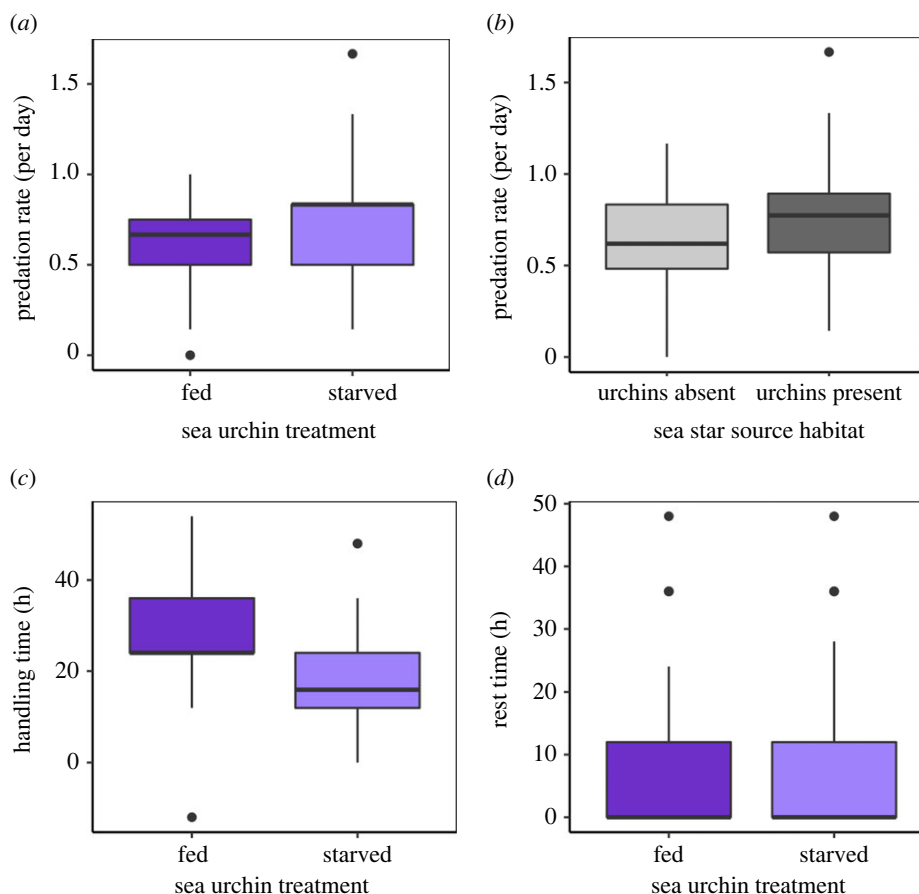 (a)
predation rate (per day)
1.5
1.0
0.5
0
fed starved
sea urchin treatment
(b)
predation rate (per day)
1.5
1.0
0.5
0
urchins absent urchins present
sea star source habitat
(c)
handling time (h)
40
20
0
fed starved
sea urchin treatment
(d)
rest time (h)
50
40
30
20
10
0
fed starved
sea urchin treatment